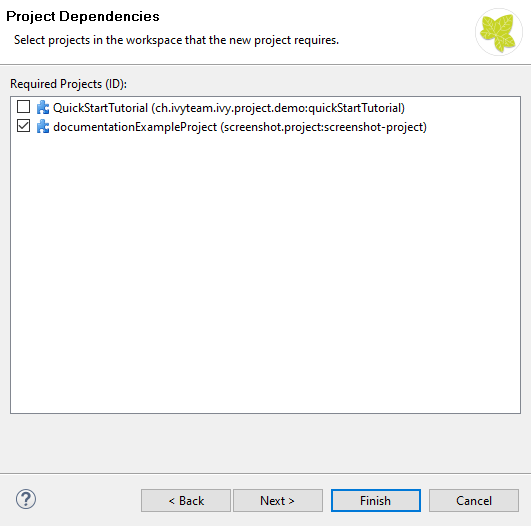 Project Dependencies
Select projects in the workspace that the new project requires.
Required Projects (ID):
QuickStartTutorial (ch.ivyteam.ivy.project.demo:quickStartTutorial)
documentationExampleProject (screenshot.project:screenshot-project)
?
< Back
Next >
Finish
Cancel